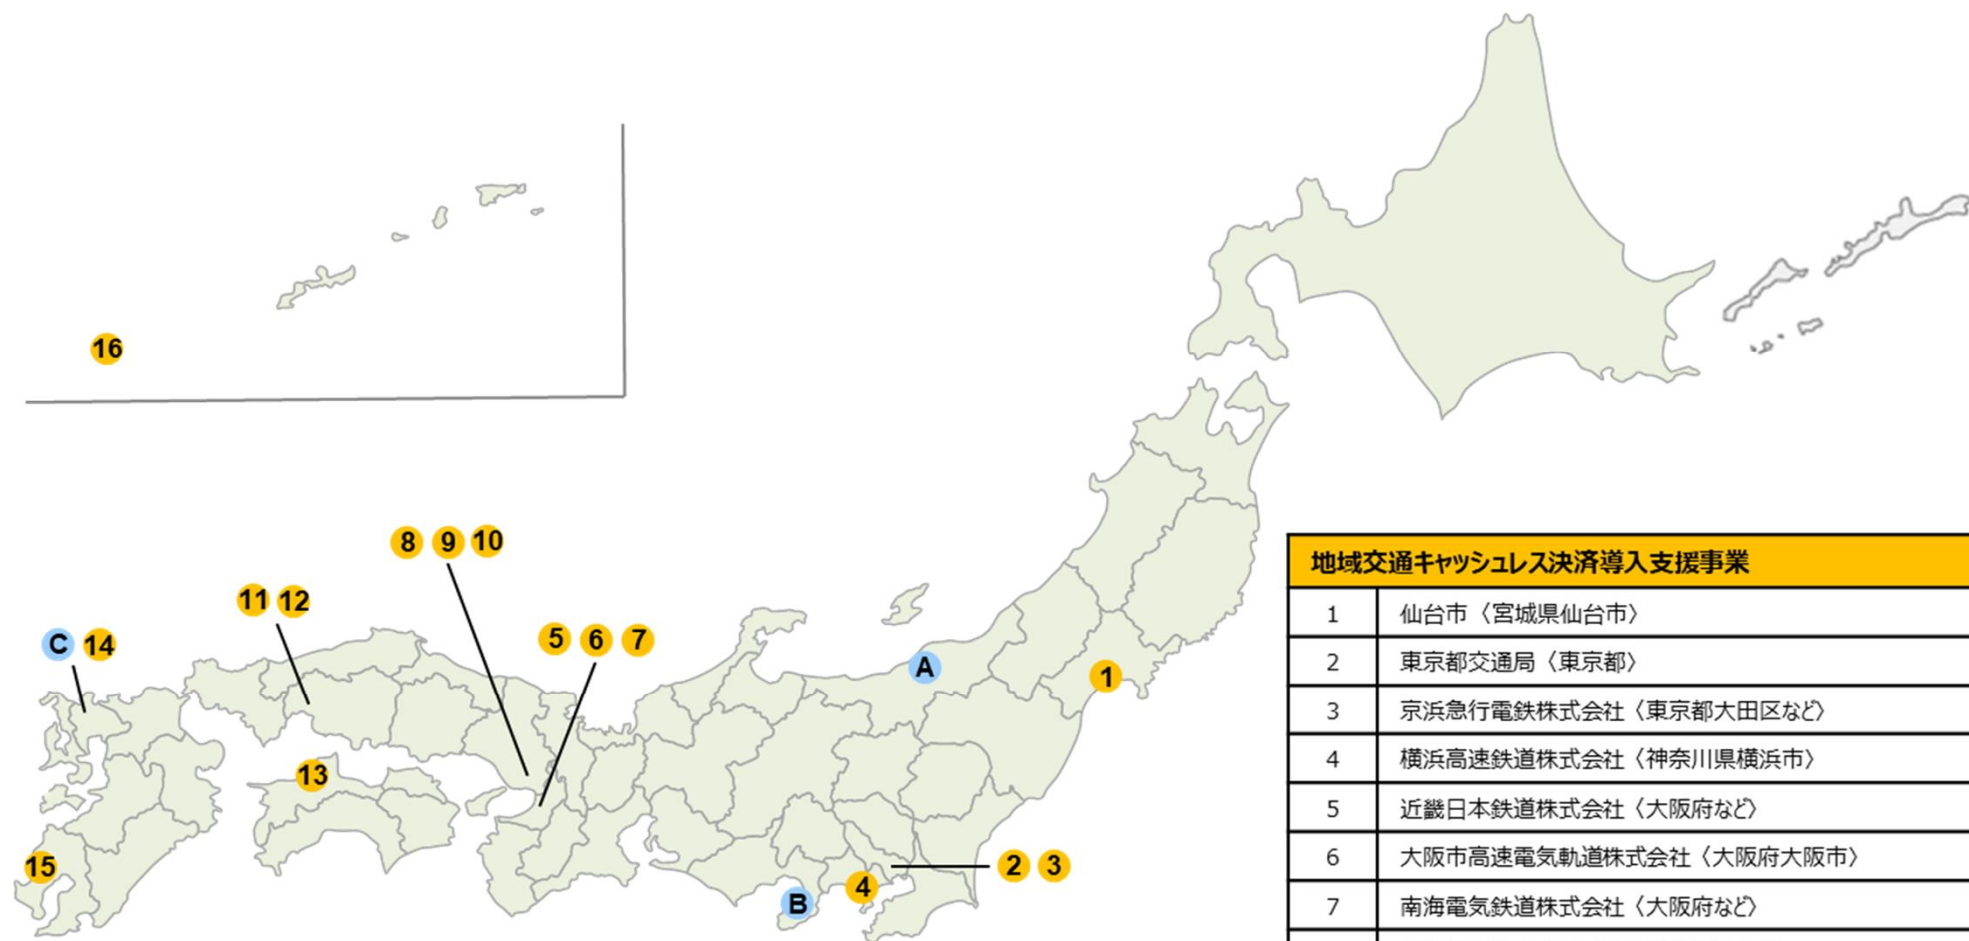 16
8 9 10
11 12
C 14
5 6 7
A
1
13
15
2 3
4
B
地域交通キャッシュレス決済導入支援事業
1 仙台市〈宮城県仙台市〉
2 東京都交通局〈東京都〉
3 京浜急行電鉄株式会社〈東京都大田区など〉
4 横浜高速鉄道株式会社〈神奈川県横浜市〉
5 近畿日本鉄道株式会社〈大阪府など〉
6 大阪市高速電気軌道株式会社〈大阪府大阪市〉
7 南海電気鉄道株式会社〈大阪府など〉